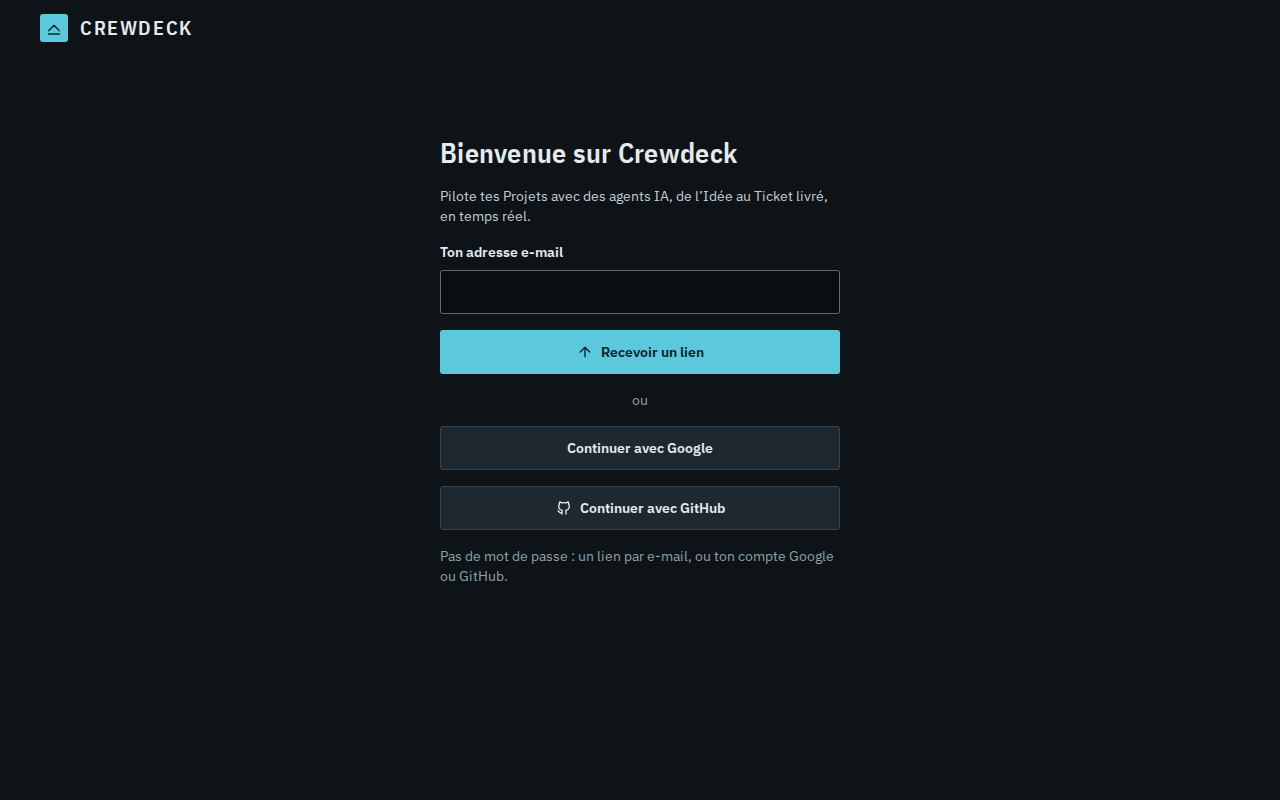 CREWDECK
Bienvenue sur Crewdeck
Pilote tes Projets avec des agents IA, de l’Idée au Ticket livré,
en temps réel.
Ton adresse e-mail
Recevoir un lien
ou
Continuer avec Google
Continuer avec GitHub
Pas de mot de passe : un lien par e-mail, ou ton compte Google
ou GitHub.